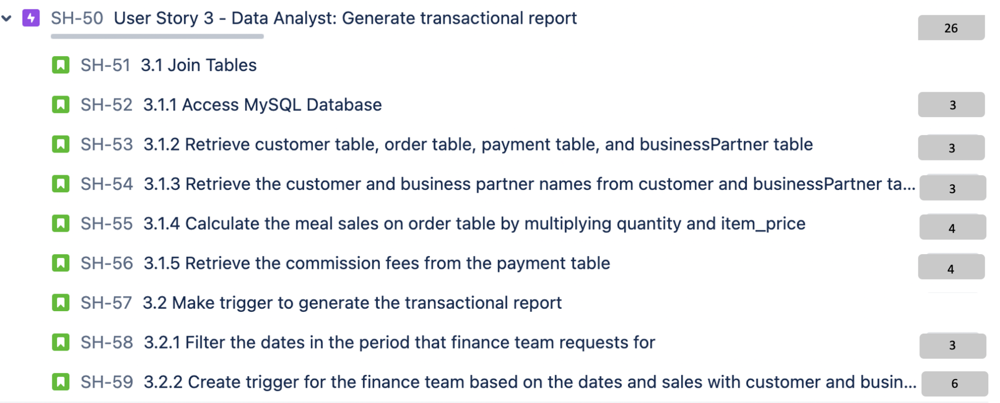 SH-50 User Story 3 - Data Analyst: Generate transactional report 26
SH-51 3.1 Join Tables
SH-52 3.1.1 Access MySQL Database 3
SH-53 3.1.2 Retrieve customer table, order table, payment table, and businessPartner table 3
SH-54 3.1.3 Retrieve the customer and business partner names from customer and businessPartner ta... 3
SH-55 3.1.4 Calculate the meal sales on order table by multiplying quantity and item_price 4
SH-56 3.1.5 Retrieve the commission fees from the payment table 4
SH-57 3.2 Make trigger to generate the transactional report
SH-58 3.2.1 Filter the dates in the period that finance team requests for 3
SH-59 3.2.2 Create trigger for the finance team based on the dates and sales with customer and busin... 6